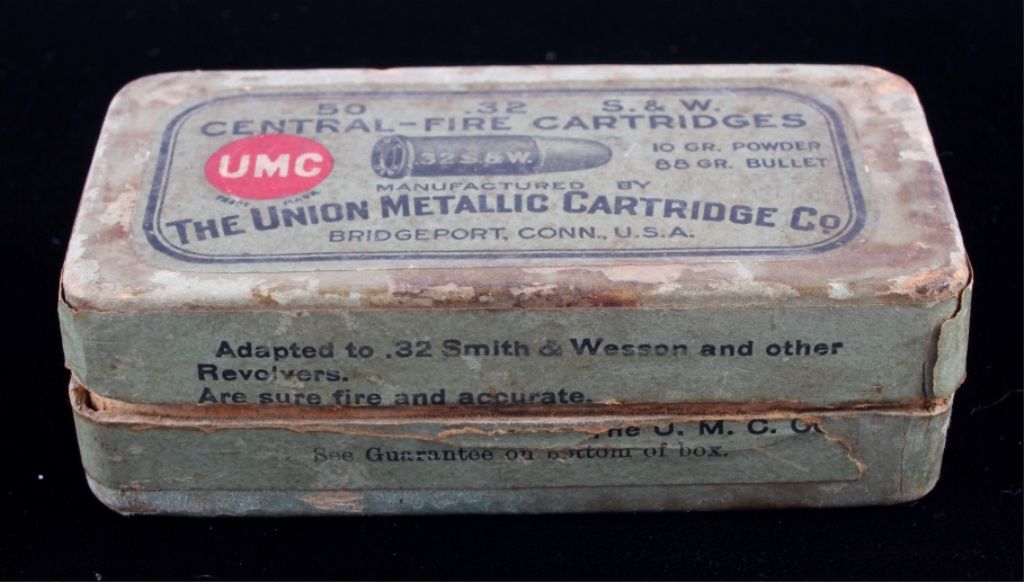 50 .32 S. & W.
CENTRAL-FIRE CARTRIDGES
UMC
TRADE MARK
.32 S.&W.
10 GR. POWDER
88 GR. BULLET
MANUFACTURED BY
THE UNION METALLIC CARTRIDGE CO.
BRIDGEPORT, CONN., U.S.A.
Adapted to .32 Smith & Wesson and other
Revolvers.
Are sure fire and accurate.
The U. M. C. Co
See Guarantee on bottom of box.